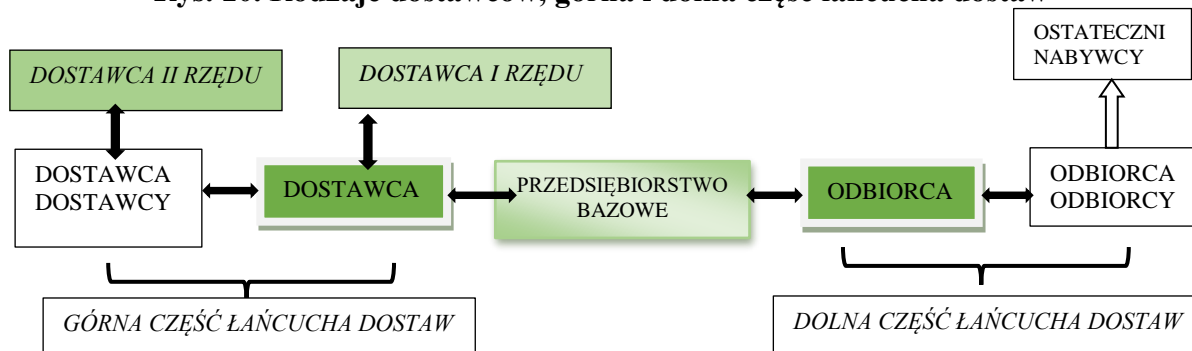 Rys. Rodzaje dostawców, górna i dolna część łańcucha dostaw
OSTATECZNI
NABYWCY
DOSTAWCA II RZĘDU
DOSTAWCA I RZĘDU
DOSTAWCA
DOSTAWCY
DOSTAWCA
PRZEDSIĘBIORSTWO
BAZOWE
ODBIORCA
ODBIORCA
ODBIORCY
GÓRNA CZĘŚĆ ŁAŃCUCHA DOSTAW
DOLNA CZĘŚĆ ŁAŃCUCHA DOSTAW